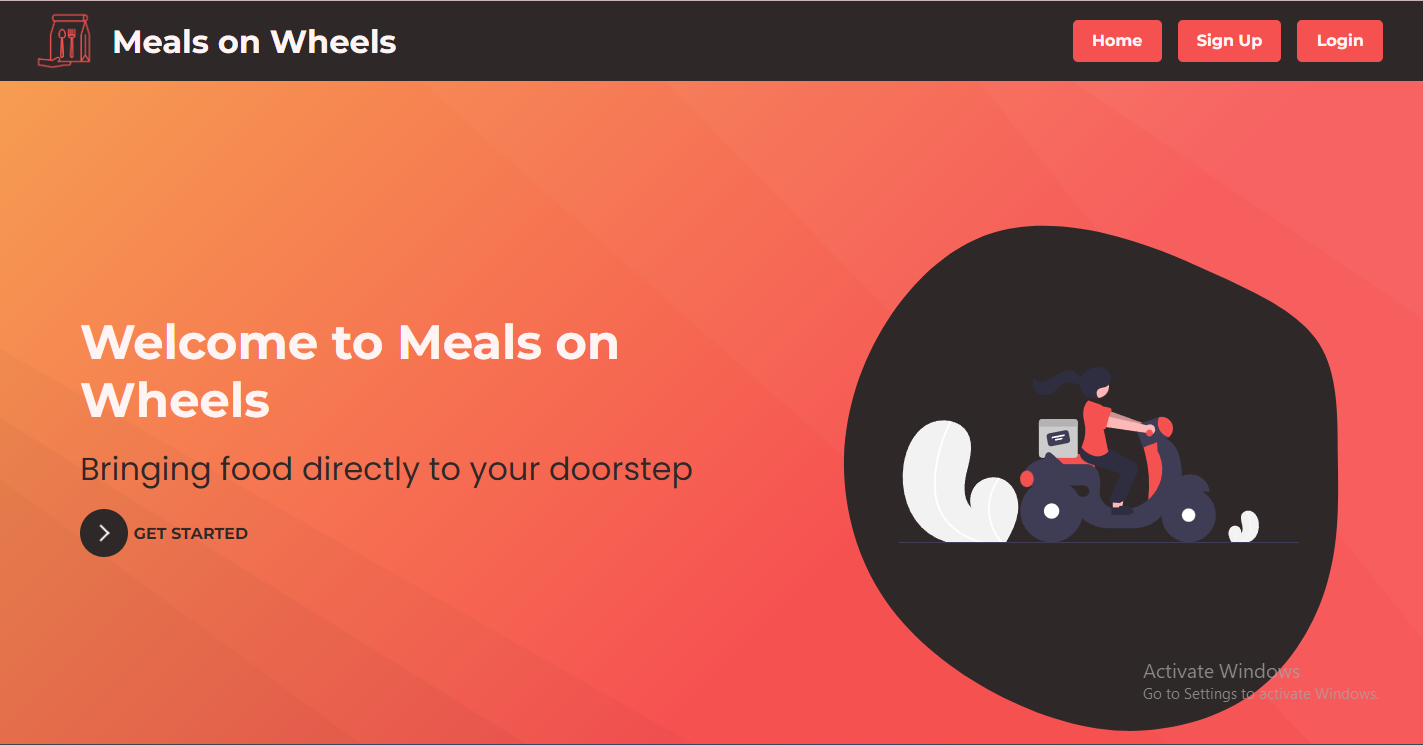 Meals on Wheels
Home
Sign Up
Login
Welcome to Meals on
Wheels
Bringing food directly to your doorstep
GET STARTED
Activate Windows
Go to Settings to activate Windows.